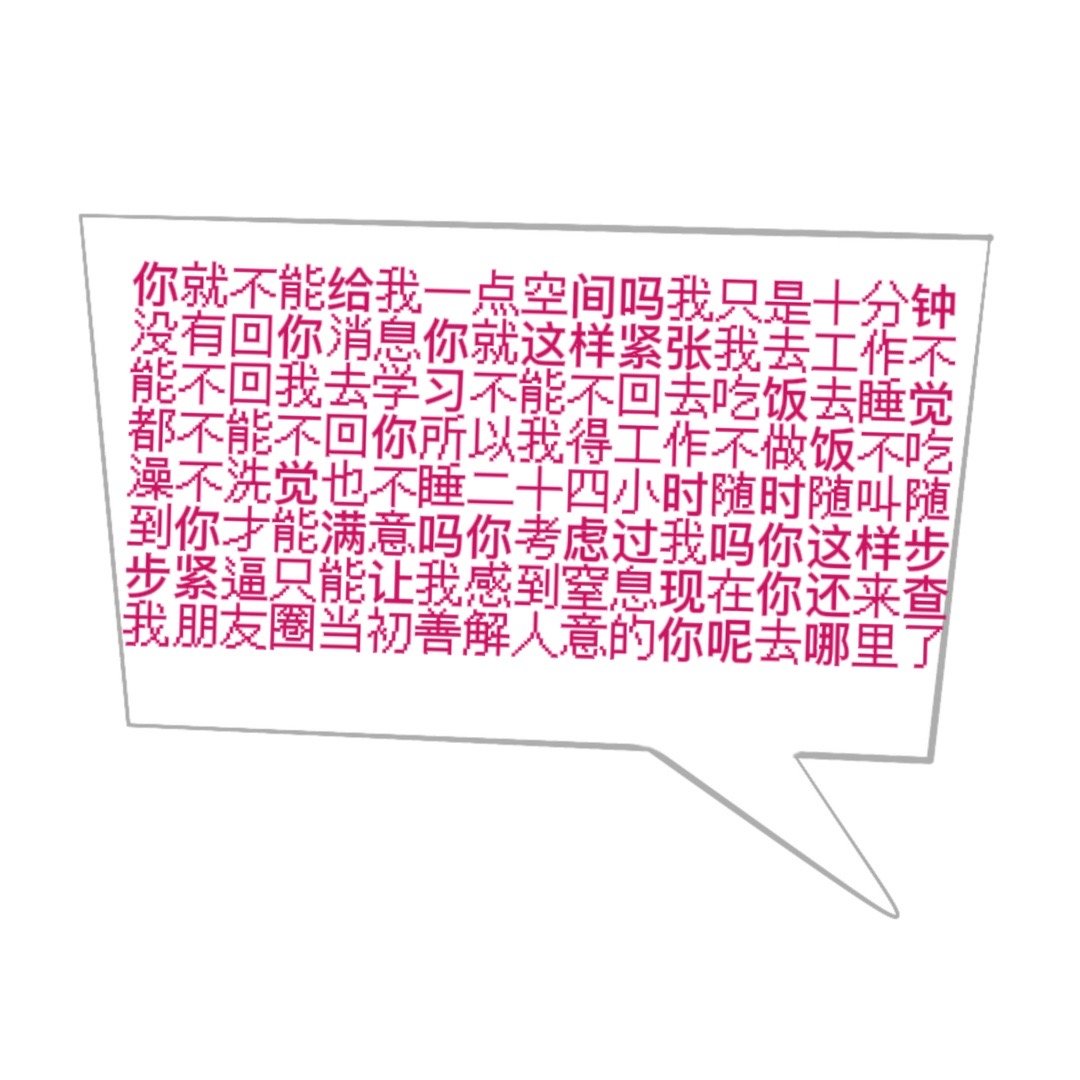 你就不能给我一点空间吗我只是十分钟
没有回你消息你就这样紧张我去工作不
能不回我去学习不能不回去吃饭去睡觉
都不能不回你所以我得工作不做饭不吃
澡不洗觉也不睡二十四小时随时随叫随
到你才能满意吗你考虑过我吗你这样步
步紧逼只能让我感到窒息现在你还来查
我朋友圈当初善解人意的你呢去哪里了